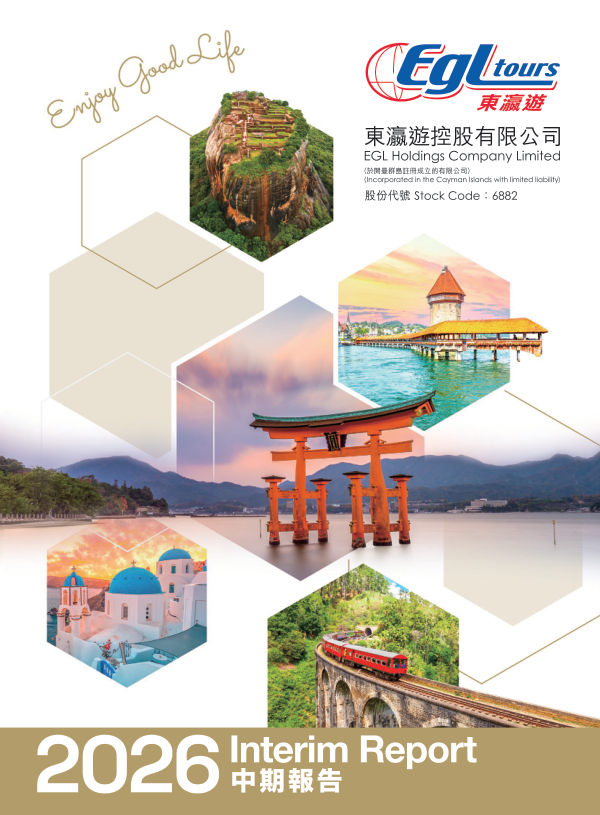 Enjoy Good Life
EGL tours
東瀛遊
東瀛遊控股有限公司
EGL Holdings Company Limited
(於開曼群島註冊成立的有限公司)
(Incorporated in the Cayman Islands with limited liability)
股份代號 Stock Code：6882
2026 Interim Report
中期報告